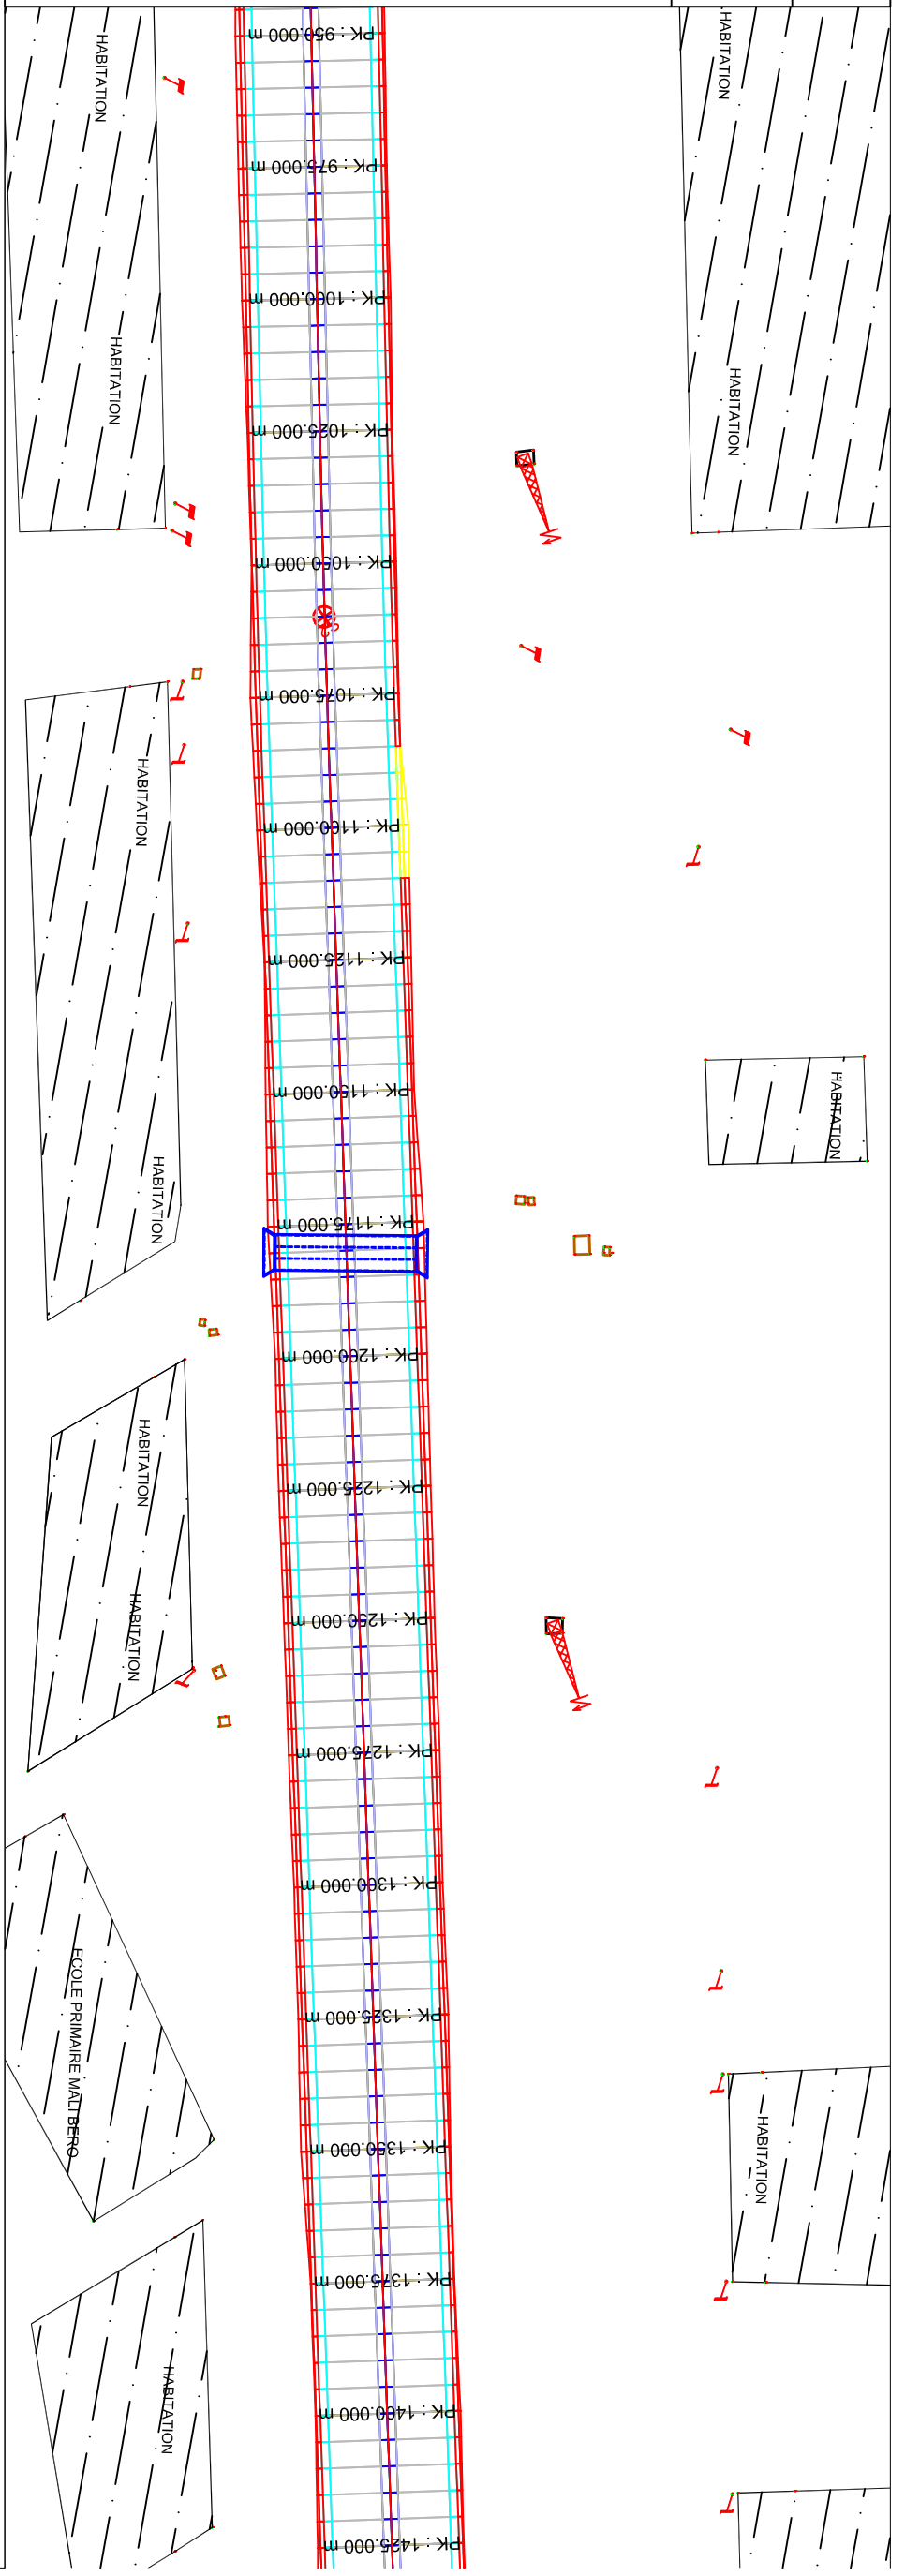 PK : 950.000 m
HABITATION
HABITATION
PK : 975.000 m
PK : 1000.000 m
HABITATION
HABITATION
PK : 1025.000 m
PK : 1050.000 m
PK : 1075.000 m
HABITATION
PK : 1100.000 m
PK : 1125.000 m
PK : 1150.000 m
HABITATION
HABITATION
PK : 1175.000 m
PK : 1200.000 m
HABITATION
PK : 1225.000 m
HABITATION
PK : 1250.000 m
PK : 1275.000 m
PK : 1300.000 m
ECOLE PRIMAIRE MALI BERO
PK : 1325.000 m
HABITATION
PK : 1350.000 m
PK : 1375.000 m
HABITATION
PK : 1400.000 m
PK : 1425.000 m